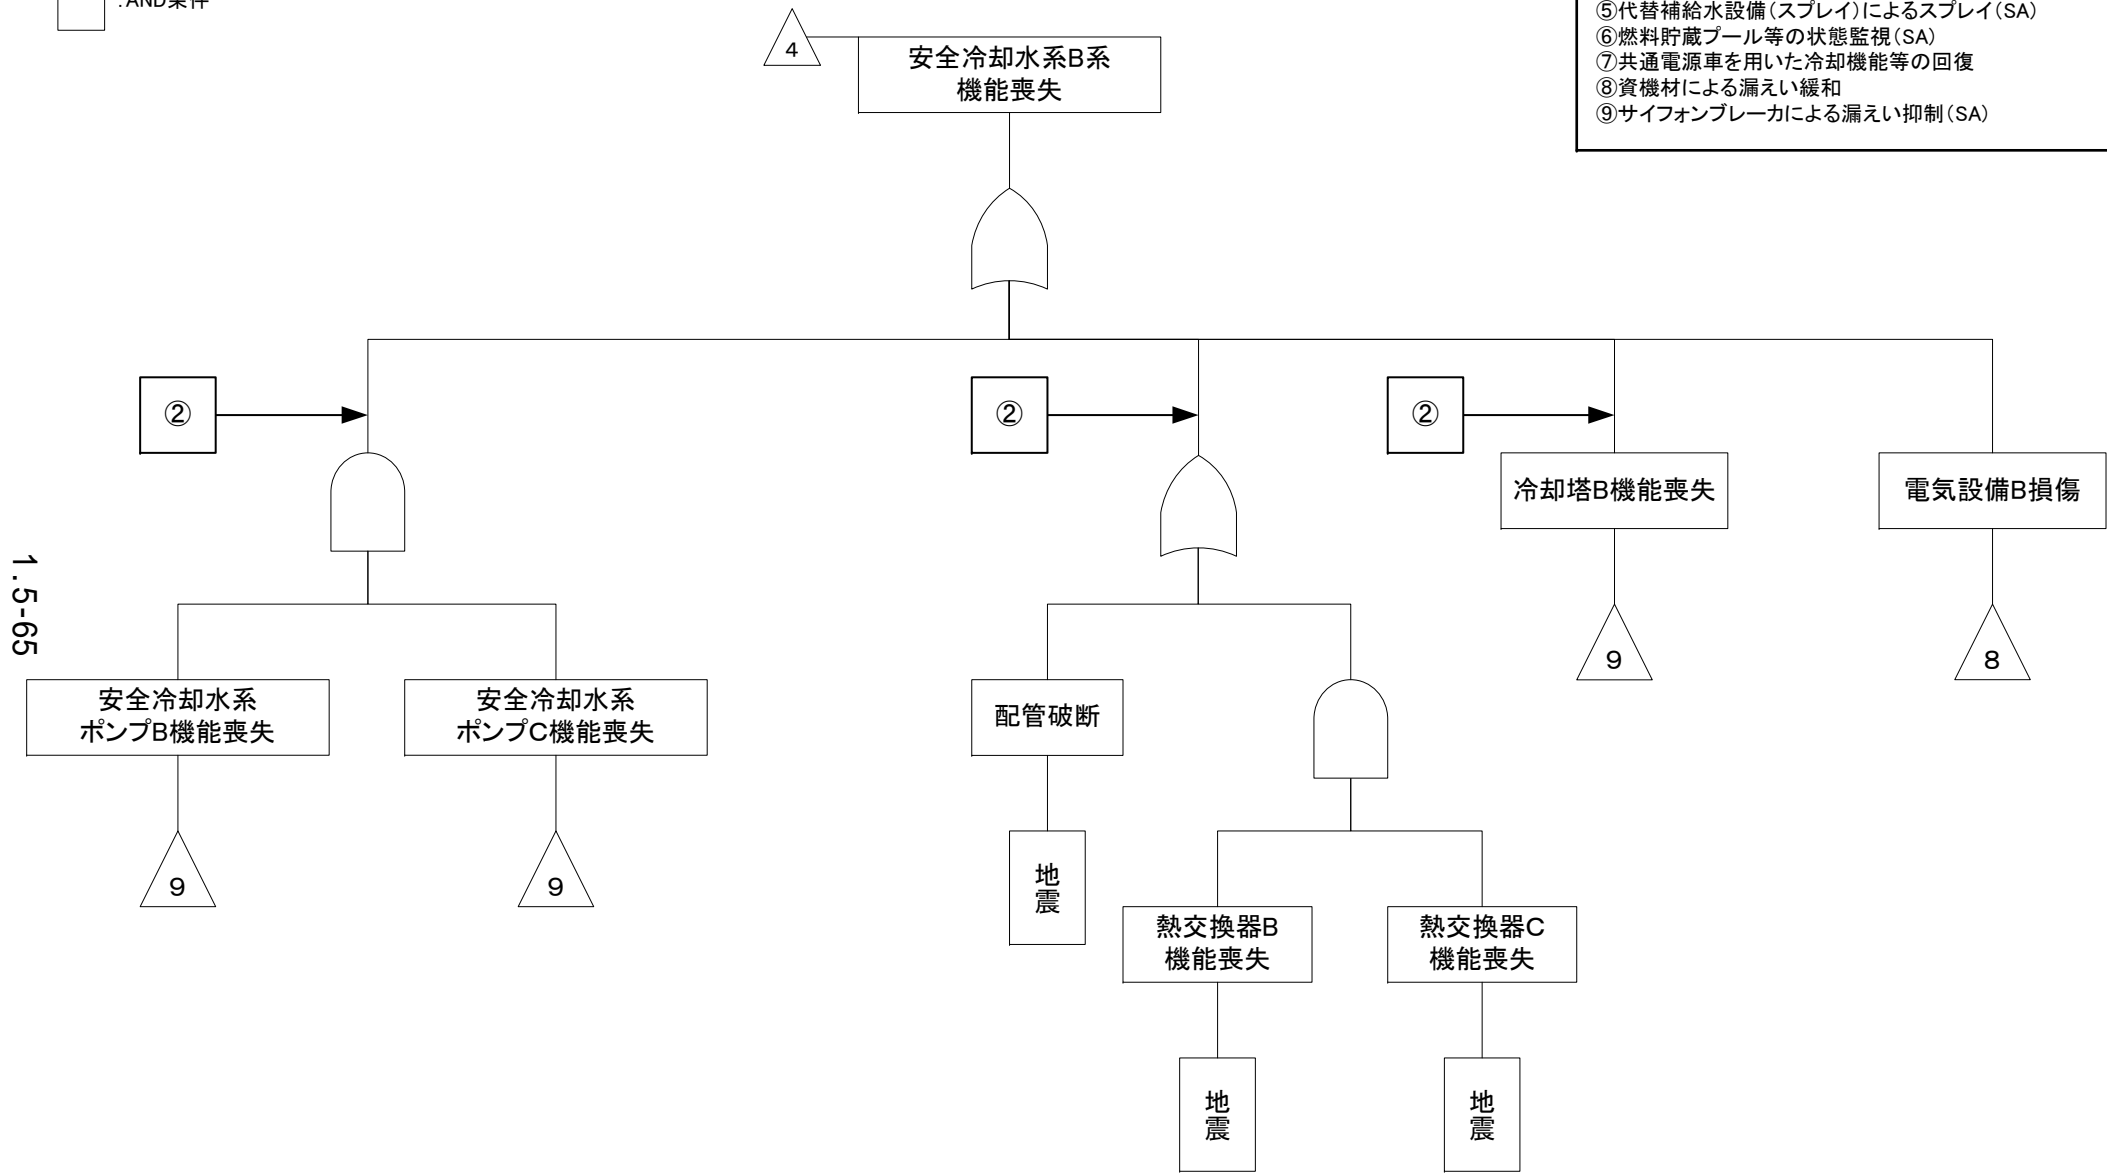 :AND条件
⑤代替補給水設備(スプレイ)によるスプレイ(SA)
⑥燃料貯蔵プール等の状態監視(SA)
⑦共通電源車を用いた冷却機能等の回復
⑧資機材による漏えい緩和
⑨サイフォンブレーカによる漏えい抑制(SA)
4
安全冷却水系B系
機能喪失
②
②
②
冷却塔B機能喪失
電気設備B損傷
9
8
1.5-65
安全冷却水系
ポンプB機能喪失
安全冷却水系
ポンプC機能喪失
配管破断
9
9
地震
熱交換器B
機能喪失
熱交換器C
機能喪失
地震
地震